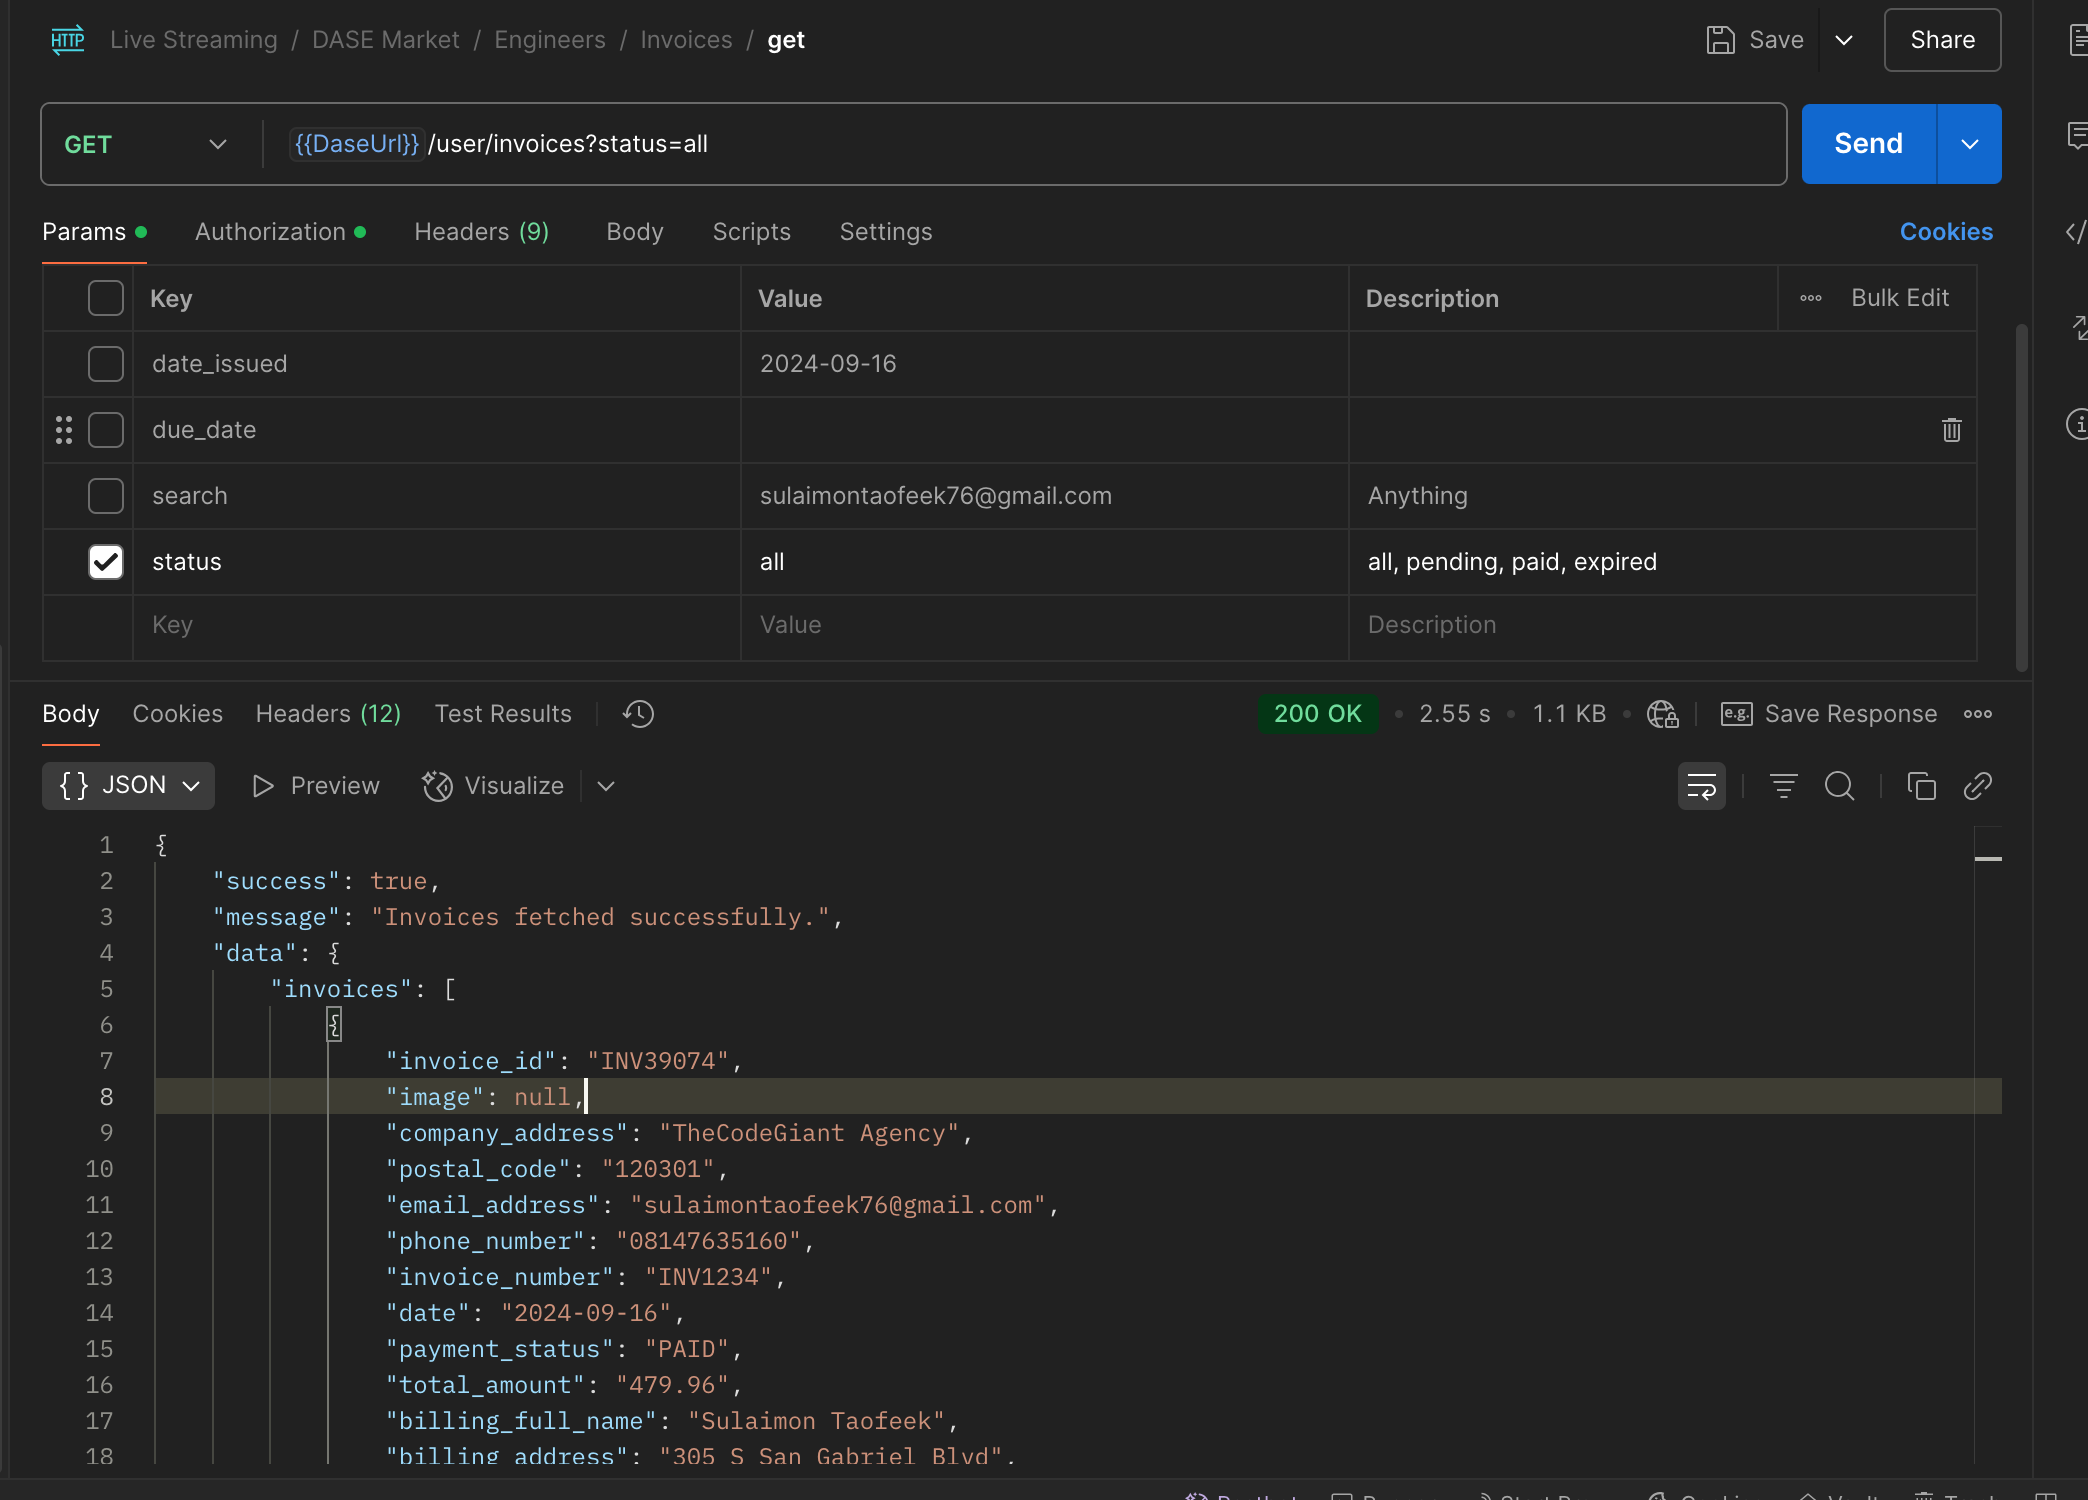 HTTP Live Streaming / DASE Market / Engineers / Invoices / get Save Share
GET {{DaseUrl}} /user/invoices?status=all Send
Params Authorization Headers (9) Body Scripts Settings Cookies
Key Value Description Bulk Edit
date_issued 2024-09-16
due_date
search sulaimontaofeek76@gmail.com Anything
status all all, pending, paid, expired
Key Value Description
Body Cookies Headers (12) Test Results 200 OK 2.55 s 1.1 KB e.g. Save Response
{} JSON Preview Visualize
1 {
2 "success": true,
3 "message": "Invoices fetched successfully.",
4 "data": {
5 "invoices": [
6 {
7 "invoice_id": "INV39074",
8 "image": null,
9 "company_address": "TheCodeGiant Agency",
10 "postal_code": "120301",
11 "email_address": "sulaimontaofeek76@gmail.com",
12 "phone_number": "08147635160",
13 "invoice_number": "INV1234",
14 "date": "2024-09-16",
15 "payment_status": "PAID",
16 "total_amount": "479.96",
17 "billing_full_name": "Sulaimon Taofeek",
18 "billing_address": "305 S San Gabriel Blvd",